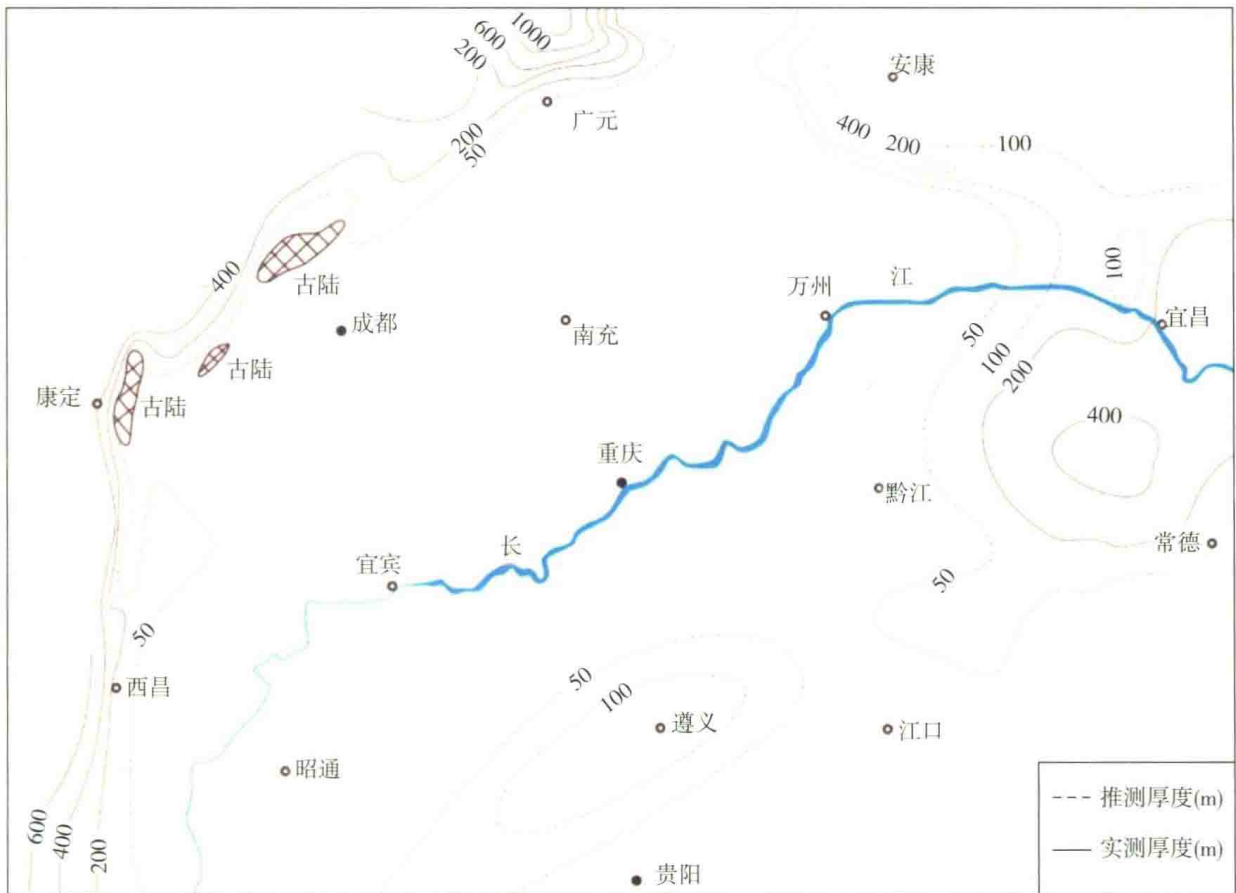 1000
600
200
安康
广元
200
50
400
200
100
400
古陆
100
万州
江
宜昌
成都
南充
古陆
50
100
200
康定
古陆
400
重庆
黔江
长
常德
宜宾
50
50
西昌
50
100
遵义
江口
昭通
推测厚度(m)
600
400
200
实测厚度(m)
贵阳